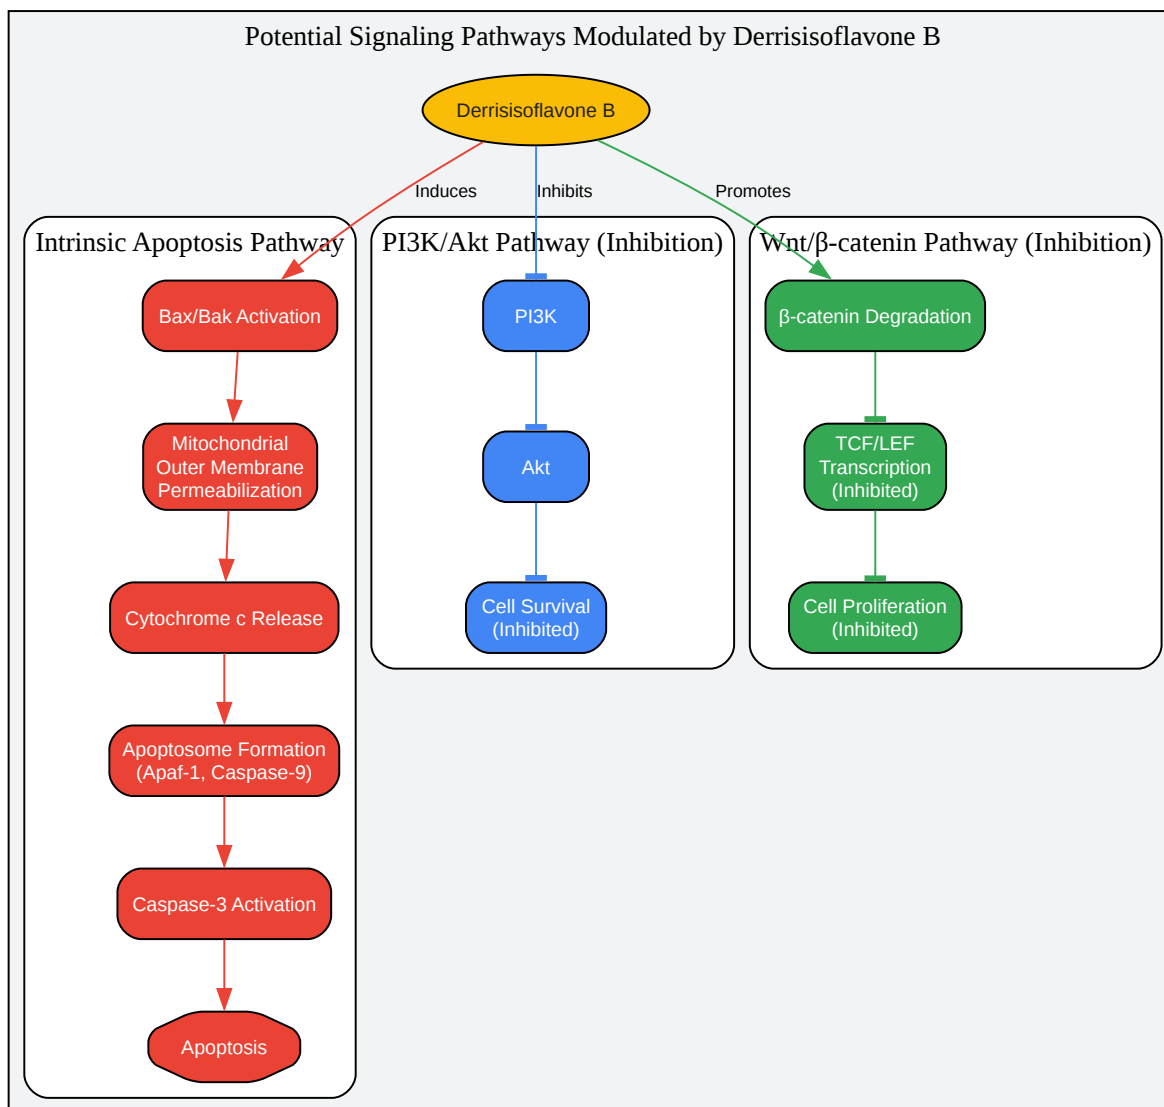 Potential Signaling Pathways Modulated by Derrisisoflavone B
Derrisisoflavone B
Induces
Inhibits
Promotes
Intrinsic Apoptosis Pathway
PI3K/Akt Pathway (Inhibition)
Wnt/β-catenin Pathway (Inhibition)
Bax/Bak Activation
PI3K
β-catenin Degradation
Mitochondrial
Outer Membrane
Permeabilization
Akt
TCF/LEF
Transcription
(Inhibited)
Cytochrome c Release
Cell Survival
(Inhibited)
Cell Proliferation
(Inhibited)
Apoptosome Formation
(Apaf-1, Caspase-9)
Caspase-3 Activation
Apoptosis